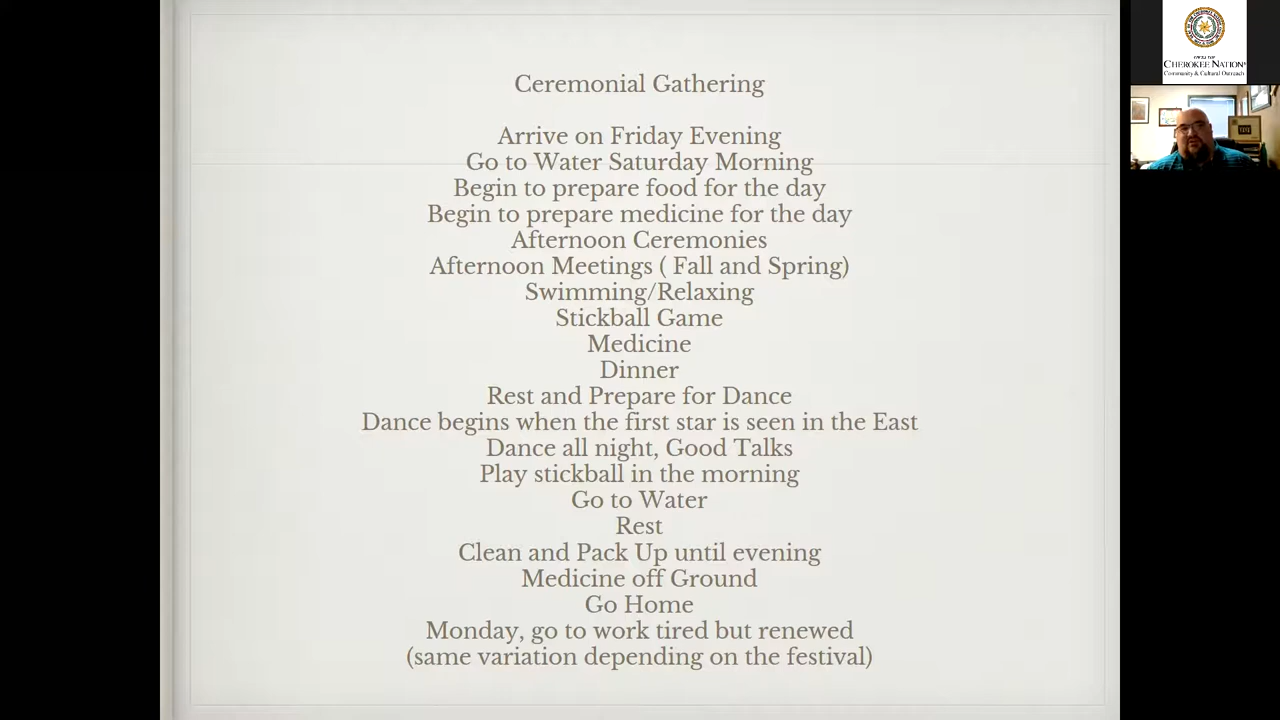 Ceremonial Gathering
Arrive on Friday Evening
Go to Water Saturday Morning
Begin to prepare food for the day
Begin to prepare medicine for the day
Afternoon Ceremonies
Afternoon Meetings ( Fall and Spring)
Swimming/Relaxing
Stickball Game
Medicine
Dinner
Rest and Prepare for Dance
Dance begins when the first star is seen in the East
Dance all night, Good Talks
Play stickball in the morning
Go to Water
Rest
Clean and Pack Up until evening
Medicine off Ground
Go Home
Monday, go to work tired but renewed
(same variation depending on the festival)
CHEROKEE NATION®
Community & Cultural Outreach